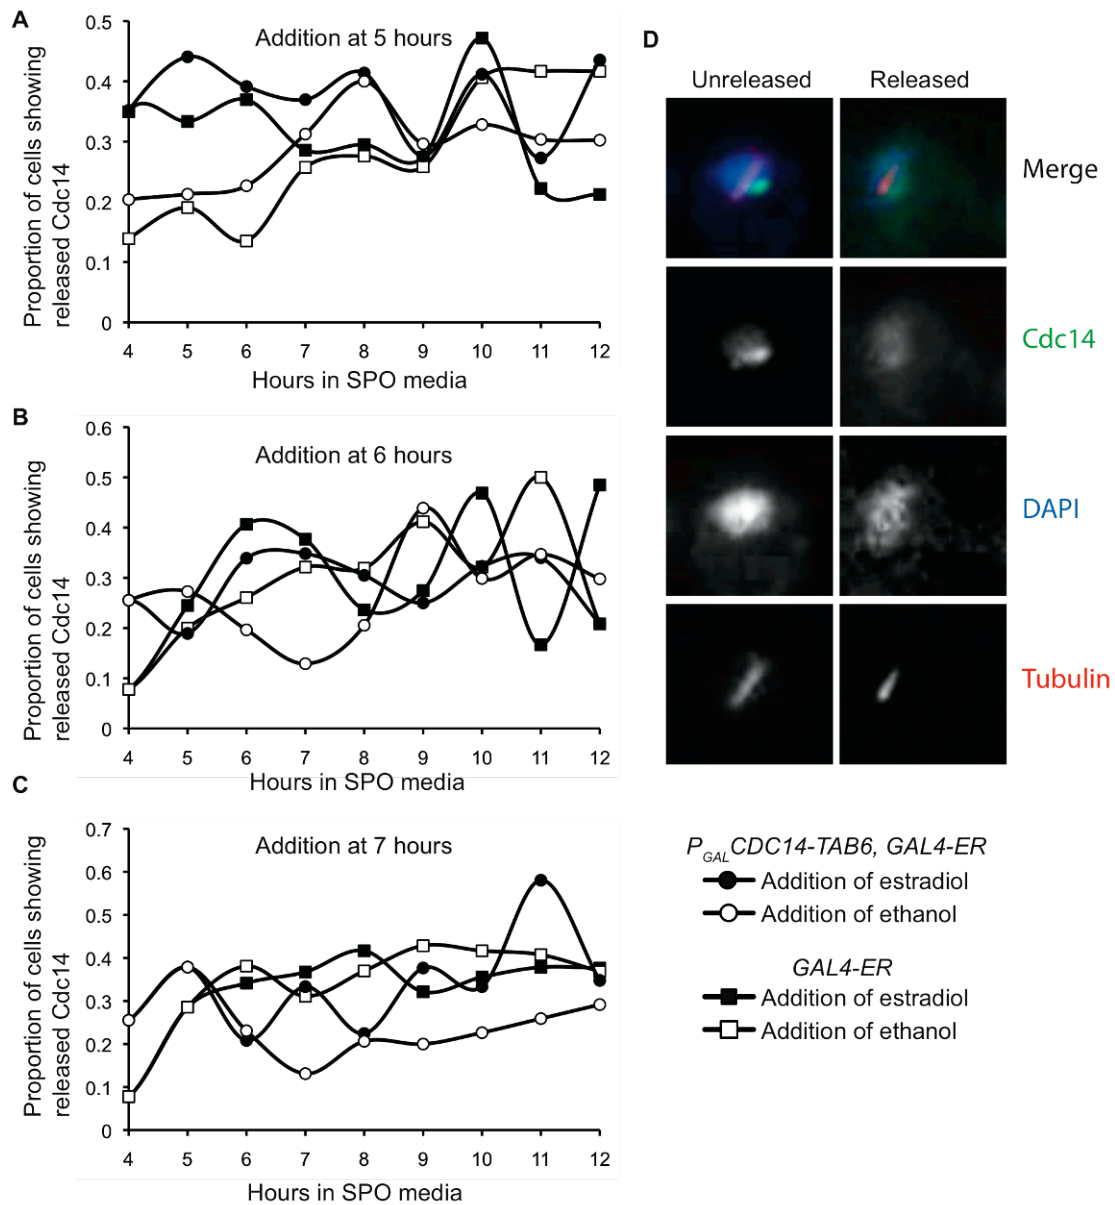 A
Addition at 5 hours
Proportion of cells showing
released Cdc14
0.5
0.4
0.3
0.2
0.1
0
4 5 6 7 8 9 10 11 12
Hours in SPO media
B
Addition at 6 hours
Proportion of cells showing
released Cdc14
0.6
0.5
0.4
0.3
0.2
0.1
0
4 5 6 7 8 9 10 11 12
Hours in SPO media
C
Addition at 7 hours
Proportion of cells showing
released Cdc14
0.7
0.6
0.5
0.4
0.3
0.2
0.1
0
4 5 6 7 8 9 10 11 12
Hours in SPO media
D
Unreleased Released
Merge
Cdc14
DAPI
Tubulin
PGALCDC14-TAB6, GAL4-ER
Addition of estradiol
Addition of ethanol
GAL4-ER
Addition of estradiol
Addition of ethanol